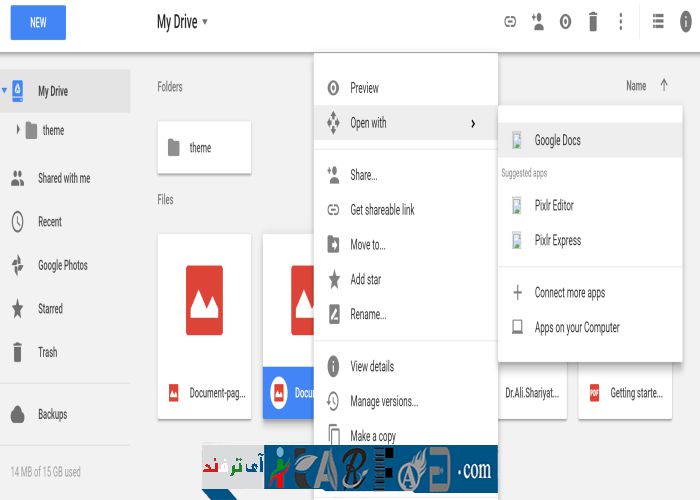 NEW
My Drive
My Drive
theme
Shared with me
Recent
Google Photos
Starred
Trash
Backups
14 MB of 15 GB used
Folders
Name
theme
Files
Document-pag...
Docu
Dr.Ali.Shariyat...
PDF
Getting starte...
Preview
Open with
Share...
Get shareable link
Move to...
Add star
Rename...
View details
Manage versions...
Make a copy
Google Docs
Suggested apps
Pixlr Editor
Pixlr Express
Connect more apps
Apps on your Computer
آی ترفند
.com